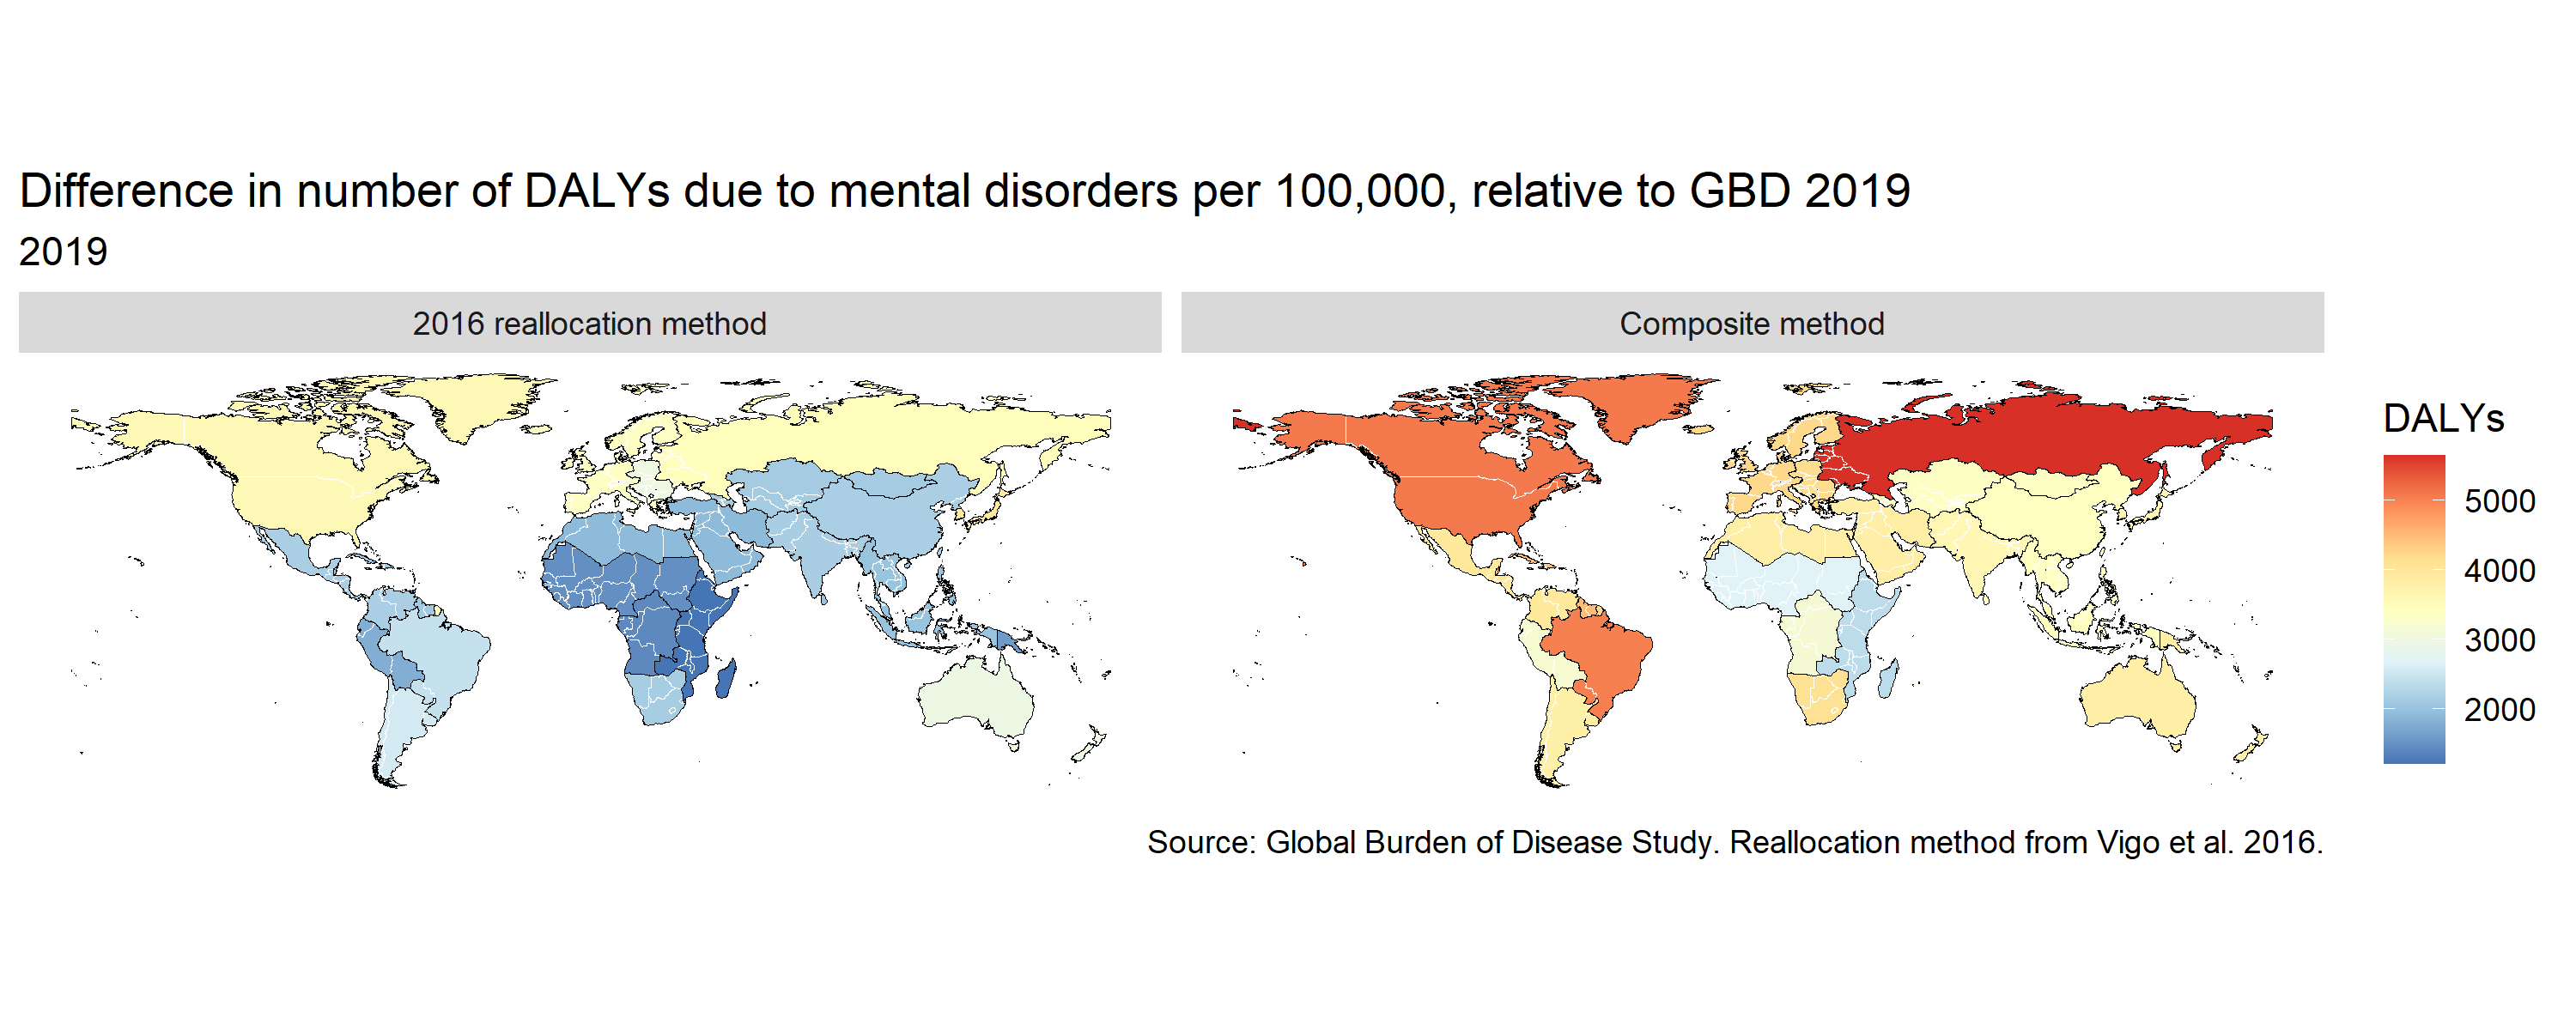 Difference in number of DALYs due to mental disorders per 100,000, relative to GBD 2019
2019
2016 reallocation method
Composite method
DALYs
5000
4000
3000
2000
Source: Global Burden of Disease Study. Reallocation method from Vigo et al. 2016.